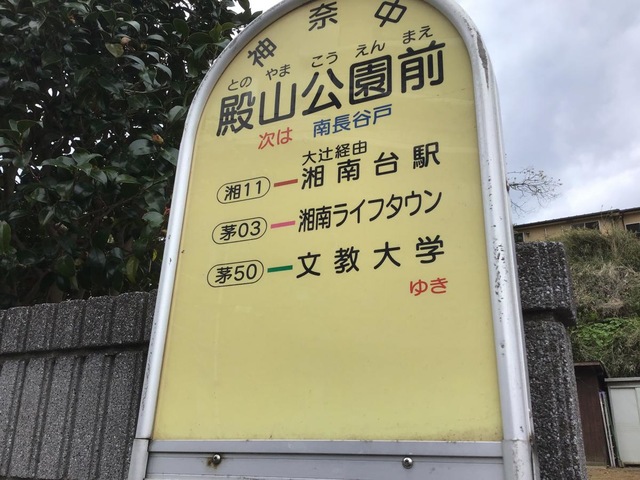 神奈中
とのやまこうえんまえ
殿山公園前
次は 南長谷戸
大辻経由
湘11 湘南台駅
茅03 湘南ライフタウン
茅50 文教大学
ゆき